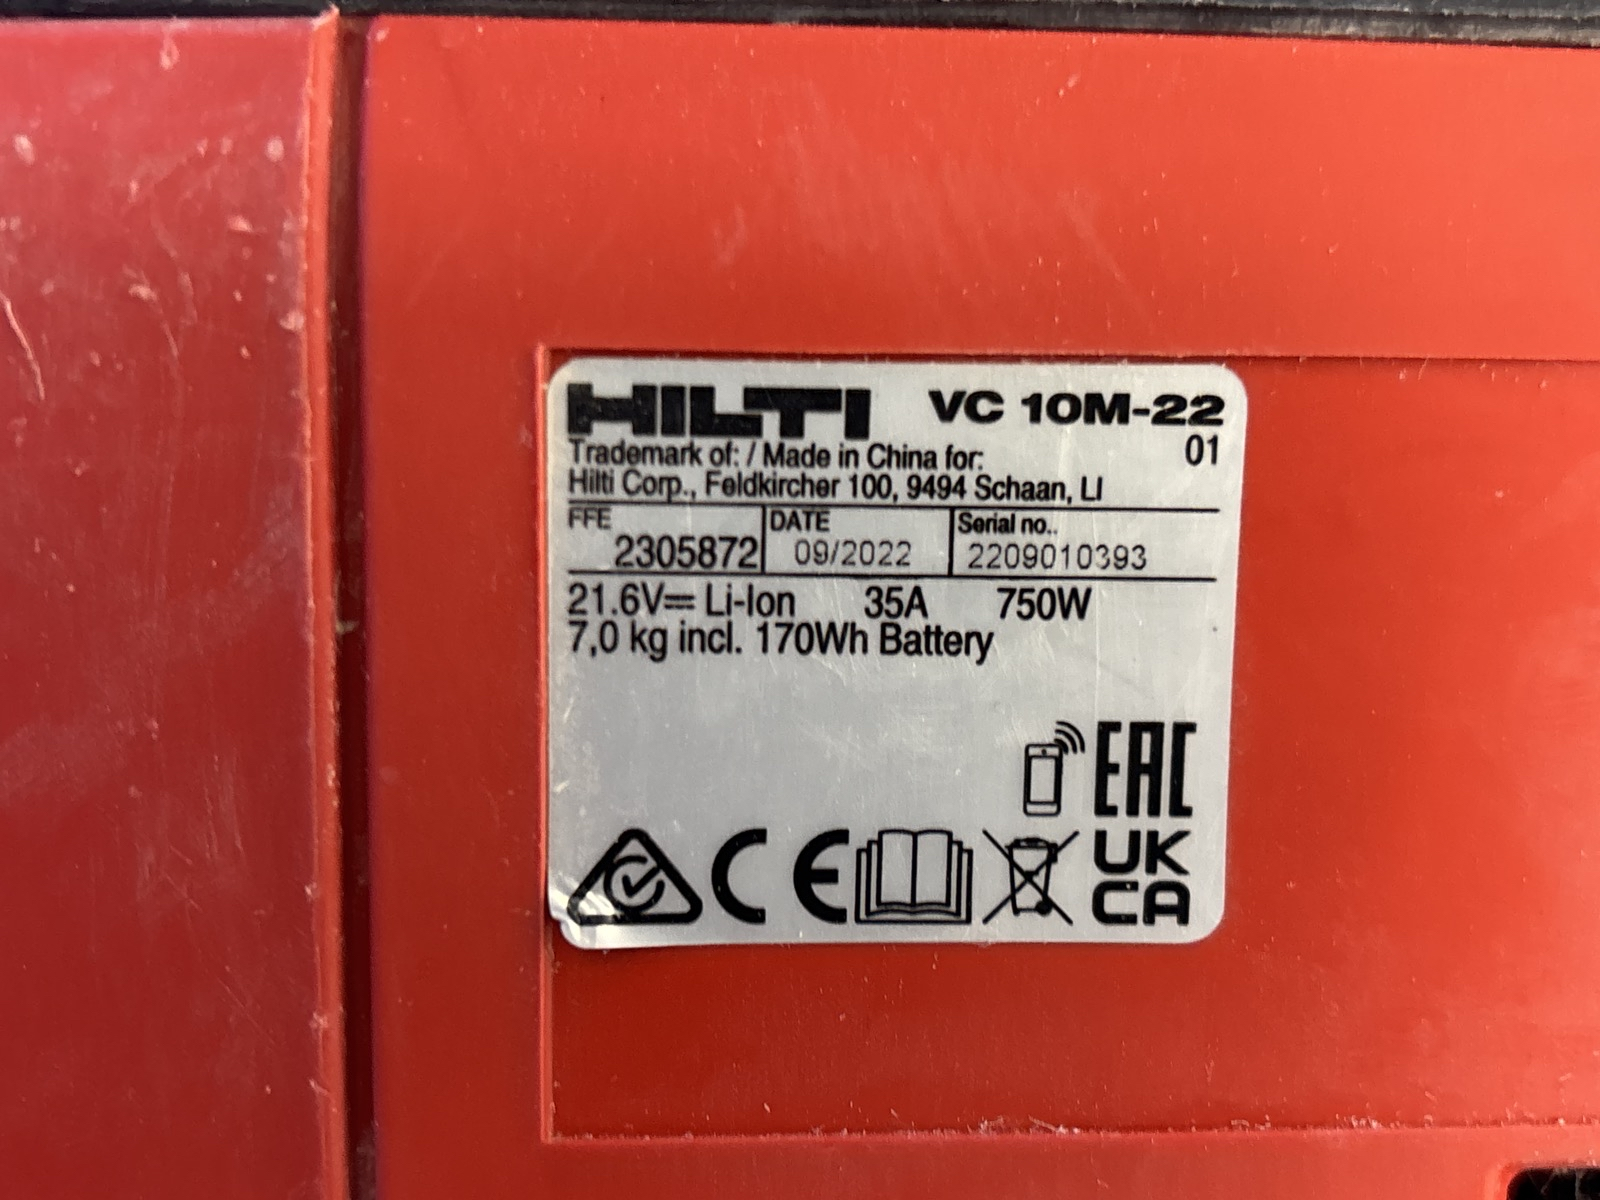 HILTI VC 10M-22
01
Trademark of: / Made in China for:
Hilti Corp., Feldkircher 100, 9494 Schaan, LI
FFE DATE Serial no..
2305872 09/2022 2209010393
21.6V⎓ Li-Ion 35A 750W
7,0 kg incl. 170Wh Battery
EAC
CE UK
CA